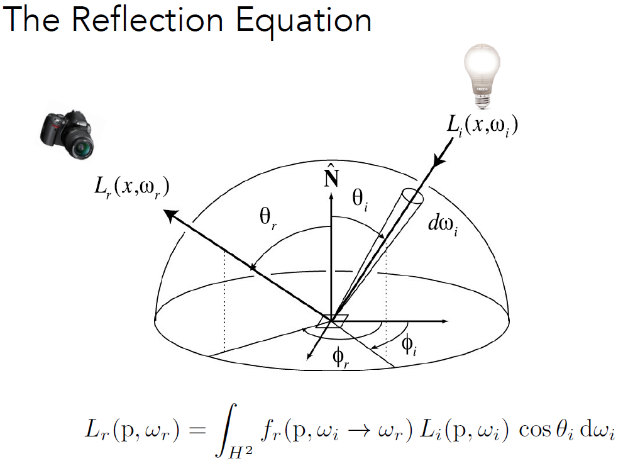 The Reflection Equation
L_i(x,ω_i)
L_r(x,ω_r)
N̂
θ_i
θ_r
dω_i
φ_r
φ_i
L_r(p, ω_r) = ∫_{H²} f_r(p, ω_i → ω_r) L_i(p, ω_i) cos θ_i dω_i